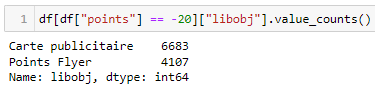 1 df[df["points"] == -20]["libobj"].value_counts()
Carte publicitaire    6683
Points Flyer          4107
Name: libobj, dtype: int64